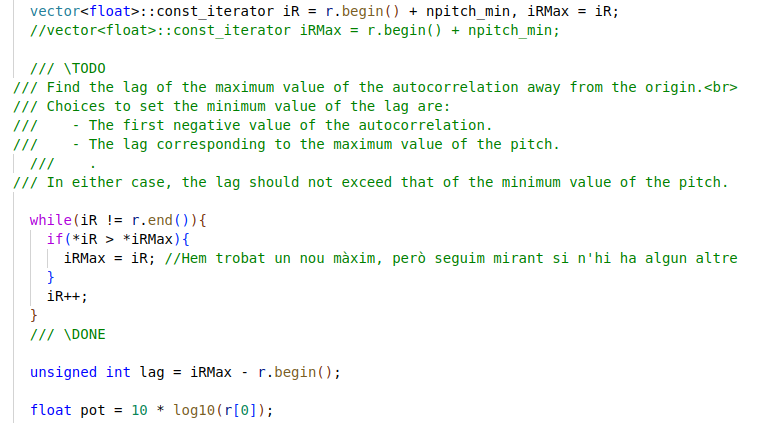 vector<float>::const_iterator iR = r.begin() + npitch_min, iRMax = iR;
//vector<float>::const_iterator iRMax = r.begin() + npitch_min;
/// \TODO
/// Find the lag of the maximum value of the autocorrelation away from the origin.<br>
/// Choices to set the minimum value of the lag are:
///    - The first negative value of the autocorrelation.
///    - The lag corresponding to the maximum value of the pitch.
///    .
/// In either case, the lag should not exceed that of the minimum value of the pitch.
while(iR != r.end()){
if(*iR > *iRMax){
iRMax = iR; //Hem trobat un nou màxim, però seguim mirant si n'hi ha algun altre
}
iR++;
}
/// \DONE
unsigned int lag = iRMax - r.begin();
float pot = 10 * log10(r[0]);